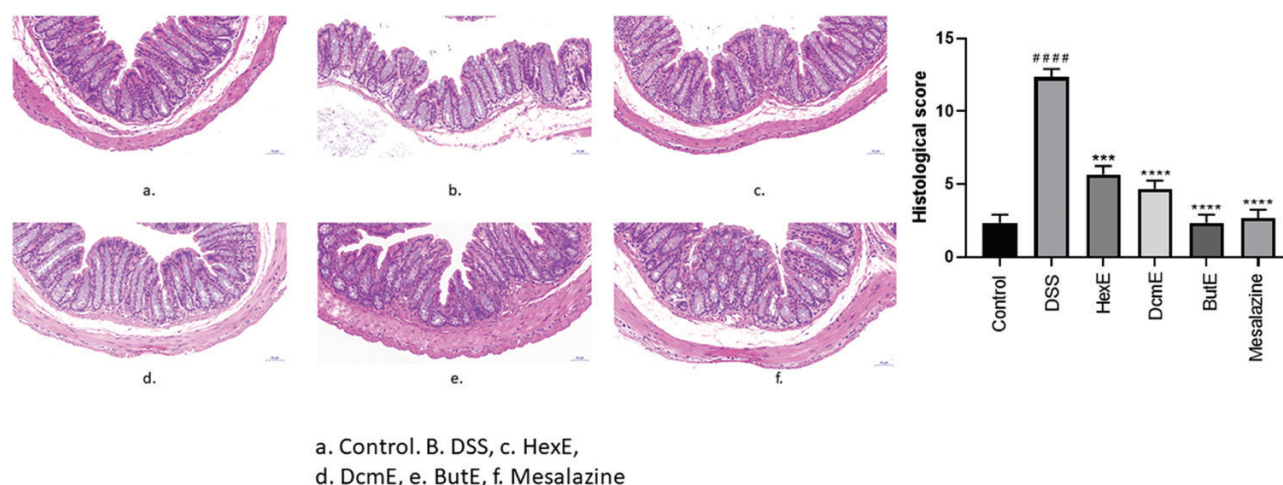 a.
b.
c.
d.
e.
f.
a. Control. B. DSS, c. HexE,
d. DcmE, e. ButE, f. Mesalazine
Histological score
15
10
5
0
####
***
****
****
****
Control
DSS
HexE
DcmE
ButE
Mesalazine